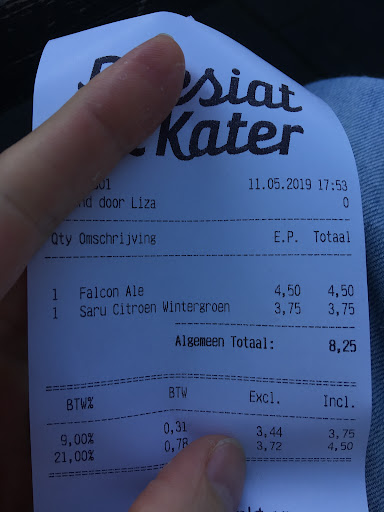 esiat
Kater
11.05.2019 17:53
door Liza 0
Qty Omschrijving E.P. Totaal
1 Falcon Ale 4,50 4,50
1 Saru Citroen Wintergroen 3,75 3,75
Algemeen Totaal: 8,25
BTW% BTW Excl. Incl.
9,00% 0,31 3,44 3,75
21,00% 0,78 3,72 4,50